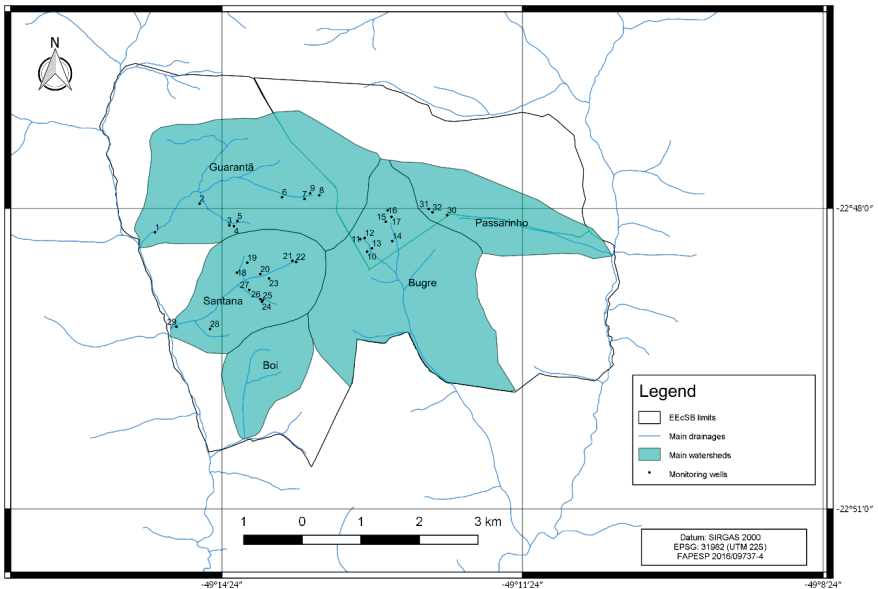 N
Guarantã
9
6
7
8
2
16
31
32
30
-22°48'0"
5
3
4
15
17
Passarinho
1
12
11
14
13
10
19
21
22
18
20
Bugre
27
23
Santana
26
25
24
29
28
Boi
Legend
EEcSB limits
Main drainages
Main watersheds
Monitoring wells
-22°51'0"
1 0 1 2 3 km
Datum: SIRGAS 2000
EPSG: 31982 (UTM 22S)
FAPESP 2016/09737-4
-49°14'24" -49°11'24" -49°8'24"